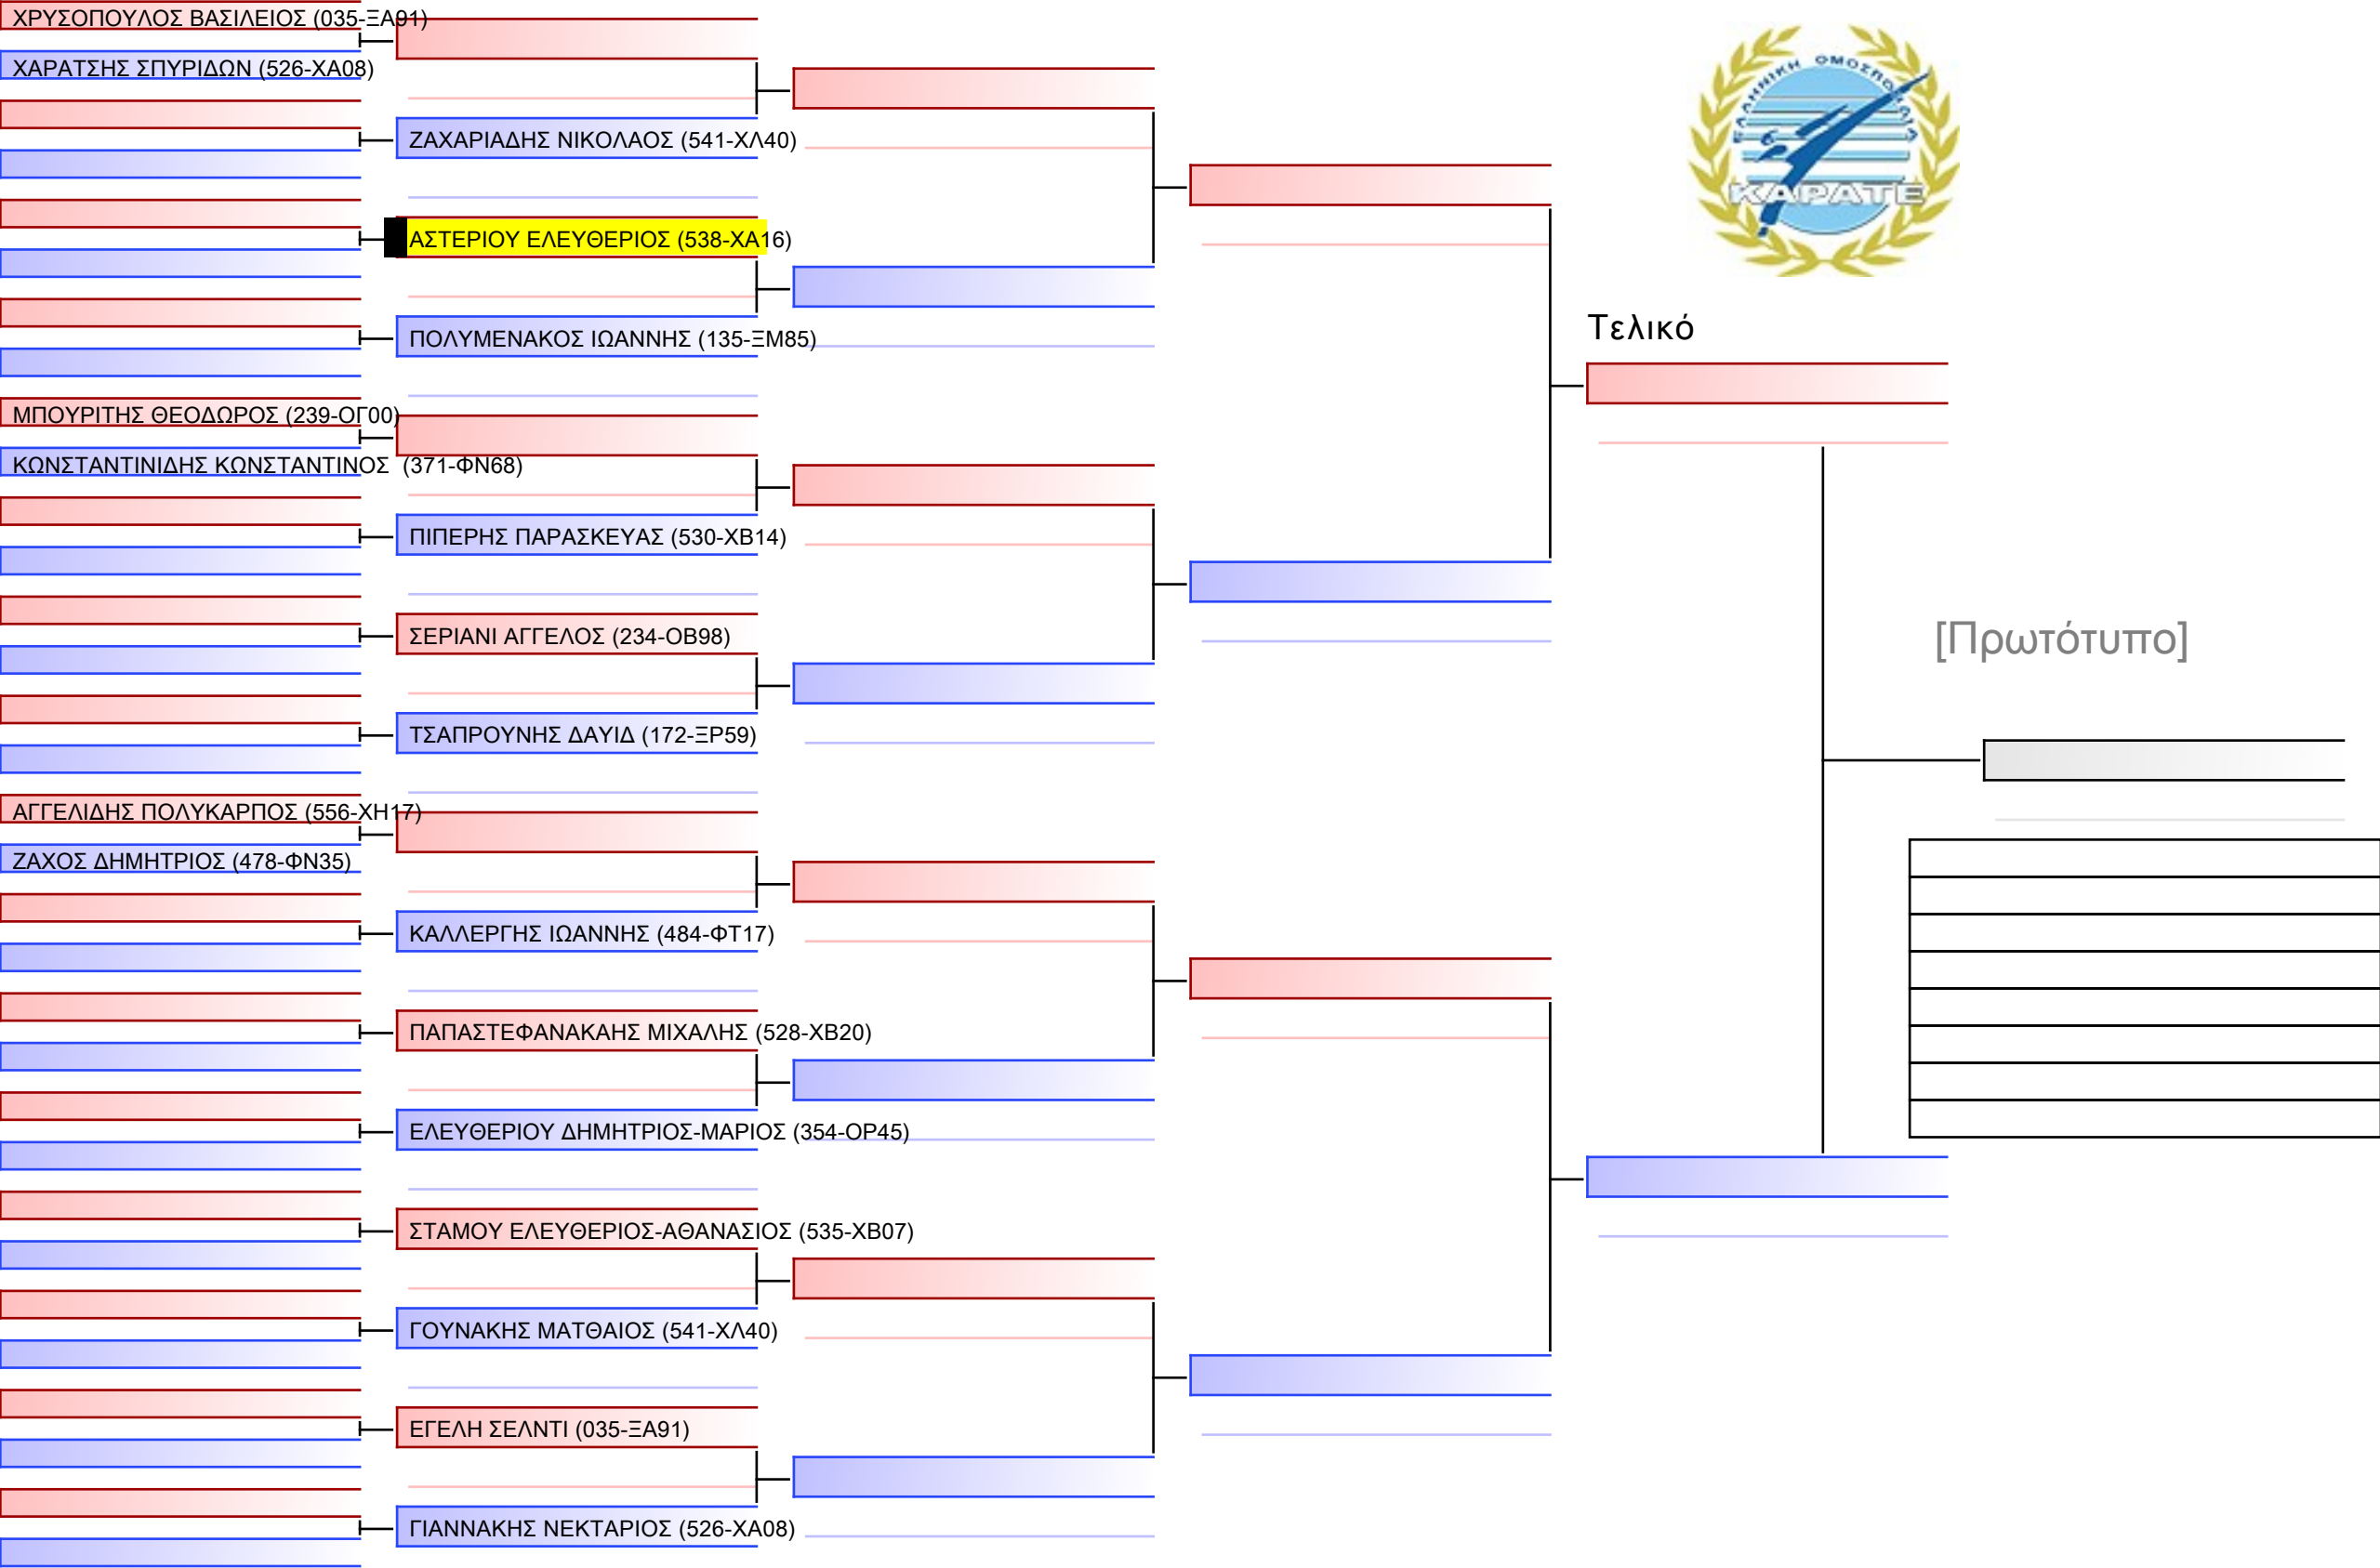 ΧΡΥΣΟΠΟΥΛΟΣ ΒΑΣΙΛΕΙΟΣ (035-ΞΑ91)
ΧΑΡΑΤΣΗΣ ΣΠΥΡΙΔΩΝ (526-ΧΑ08)
ΖΑΧΑΡΙΑΔΗΣ ΝΙΚΟΛΑΟΣ (541-ΧΛ40)
ΑΣΤΕΡΙΟΥ ΕΛΕΥΘΕΡΙΟΣ (538-ΧΑ16)
ΠΟΛΥΜΕΝΑΚΟΣ ΙΩΑΝΝΗΣ (135-ΞΜ85)
ΜΠΟΥΡΙΤΗΣ ΘΕΟΔΩΡΟΣ (239-ΟΓ00)
ΚΩΝΣΤΑΝΤΙΝΙΔΗΣ ΚΩΝΣΤΑΝΤΙΝΟΣ (371-ΦΝ68)
ΠΙΠΕΡΗΣ ΠΑΡΑΣΚΕΥΑΣ (530-ΧΒ14)
ΣΕΡΙΑΝΙ ΑΓΓΕΛΟΣ (234-ΟΒ98)
ΤΣΑΠΡΟΥΝΗΣ ΔΑΥΙΔ (172-ΞΡ59)
ΑΓΓΕΛΙΔΗΣ ΠΟΛΥΚΑΡΠΟΣ (556-ΧΗ17)
ΖΑΧΟΣ ΔΗΜΗΤΡΙΟΣ (478-ΦΝ35)
ΚΑΛΛΕΡΓΗΣ ΙΩΑΝΝΗΣ (484-ΦΤ17)
ΠΑΠΑΣΤΕΦΑΝΑΚΑΗΣ ΜΙΧΑΛΗΣ (528-ΧΒ20)
ΕΛΕΥΘΕΡΙΟΥ ΔΗΜΗΤΡΙΟΣ-ΜΑΡΙΟΣ (354-ΟΡ45)
ΣΤΑΜΟΥ ΕΛΕΥΘΕΡΙΟΣ-ΑΘΑΝΑΣΙΟΣ (535-ΧΒ07)
ΓΟΥΝΑΚΗΣ ΜΑΤΘΑΙΟΣ (541-ΧΛ40)
ΕΓΕΛΗ ΣΕΛΝΤΙ (035-ΞΑ91)
ΓΙΑΝΝΑΚΗΣ ΝΕΚΤΑΡΙΟΣ (526-ΧΑ08)
ΕΛΛΗΝΙΚΗ ΟΜΟΣΠΟΝΔΙΑ
ΚΑΡΑΤΕ
Τελικό
[Πρωτότυπο]